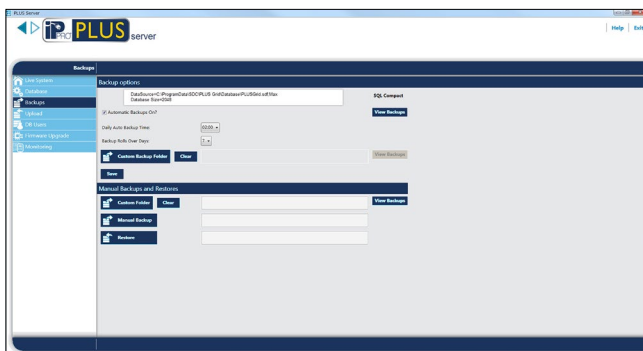 PLUS Server
iPRO PLUS server
Help
Exit
Backups
Live System
Database
Backups
Upload
DB Users
Firmware Upgrade
Monitoring
Backup options
DataSource=C:\ProgramData\SDC\PLUS Grid\Database\PLUSGrid.sdf;Max
Database Size=2048
SQL Compact
Automatic Backups On?
View Backups
Daily Auto Backup Time:
02:00
Backup Rolls Over Days:
7
Custom Backup Folder
Clear
View Backups
Save
Manual Backups and Restores
Custom Folder
Clear
View Backups
Manual Backup
Restore